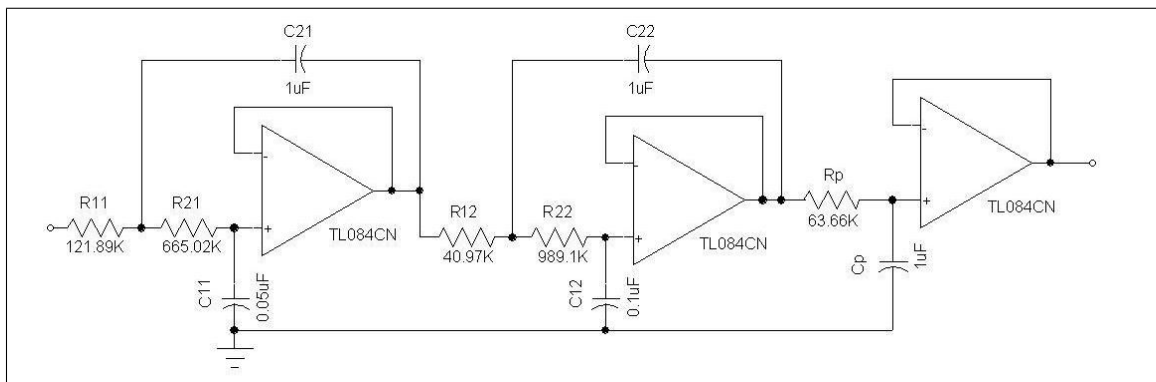 C21
1uF
C22
1uF
-
+
TL084CN
-
+
TL084CN
-
+
TL084CN
R11
121.89K
R21
665.02K
C11
0.05uF
R12
40.97K
R22
989.1K
C12
0.1uF
Rp
63.66K
Cp
1uF